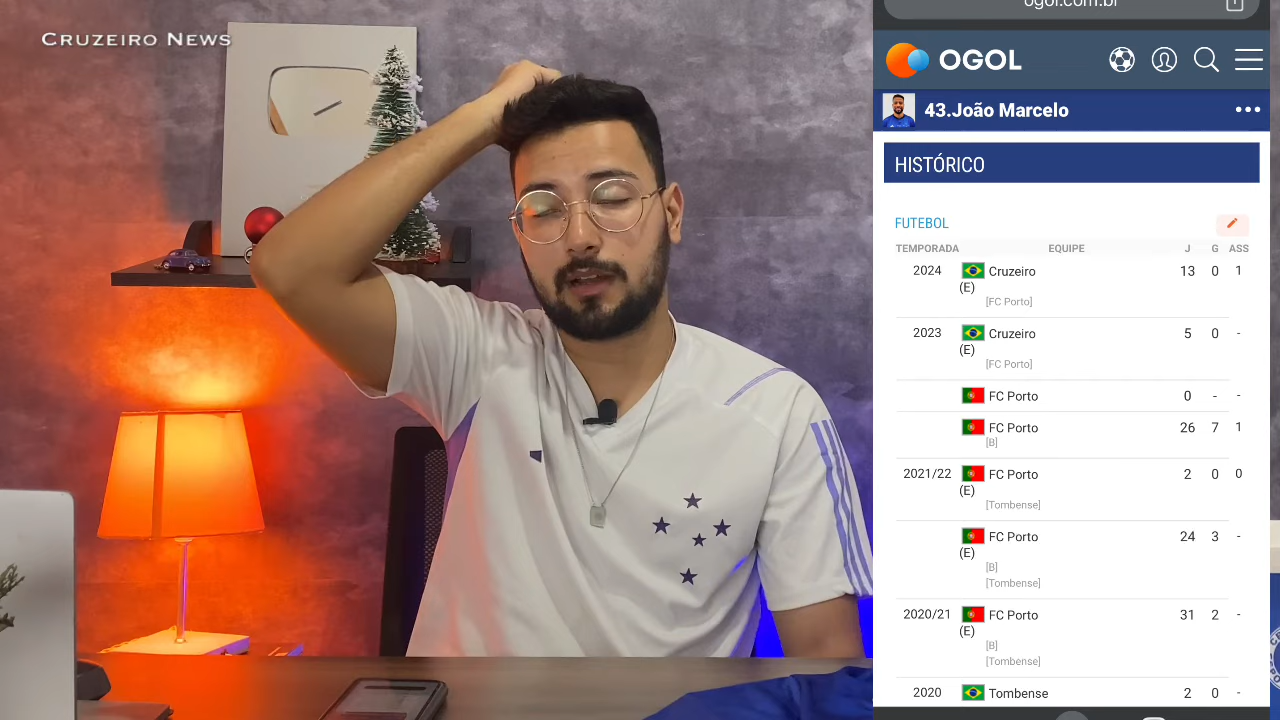 CRUZEIRO NEWS
ogol.com.br
OGOL
43.João Marcelo
HISTÓRICO
FUTEBOL
TEMPORADA EQUIPE J G ASS
2024 Cruzeiro 13 0 1
(E)
[FC Porto]
2023 Cruzeiro 5 0 -
(E)
[FC Porto]
FC Porto 0 - -
FC Porto 26 7 1
[B]
2021/22 FC Porto 2 0 0
(E)
[Tombense]
FC Porto 24 3 -
(E)
[B]
[Tombense]
2020/21 FC Porto 31 2 -
(E)
[B]
[Tombense]
2020 Tombense 2 0 -